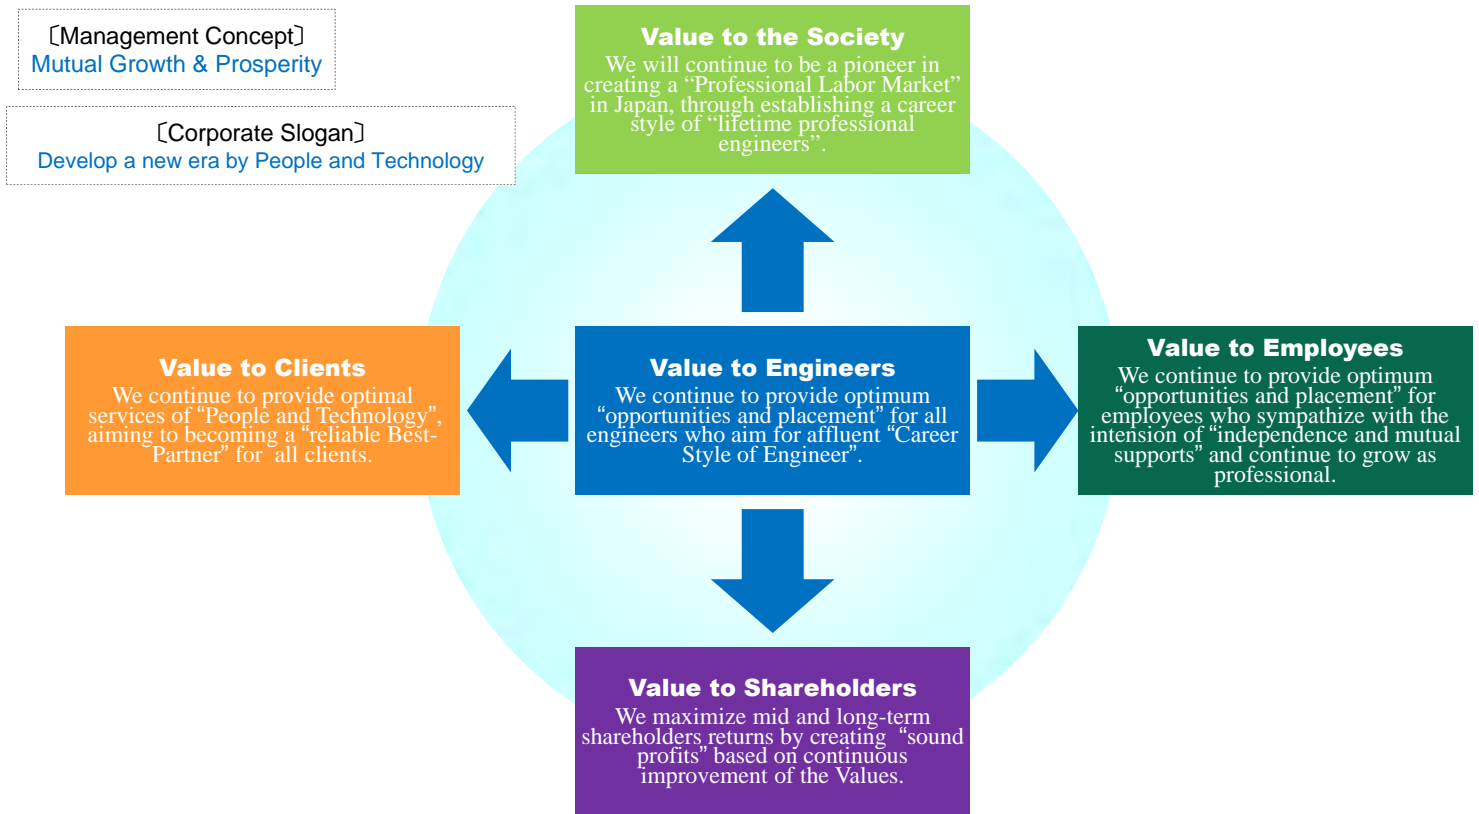 〔Management Concept〕
Mutual Growth & Prosperity
〔Corporate Slogan〕
Develop a new era by People and Technology
Value to the Society
We will continue to be a pioneer in
creating a “Professional Labor Market”
in Japan, through establishing a career
style of “lifetime professional
engineers”.
Value to Clients
We continue to provide optimal
services of “People and Technology”,
aiming to becoming a “reliable Best-
Partner” for all clients.
Value to Engineers
We continue to provide optimum
“opportunities and placement” for all
engineers who aim for affluent “Career
Style of Engineer”.
Value to Employees
We continue to provide optimum
“opportunities and placement” for
employees who sympathize with the
intension of “independence and mutual
supports” and continue to grow as
professional.
Value to Shareholders
We maximize mid and long-term
shareholders returns by creating “sound
profits” based on continuous
improvement of the Values.